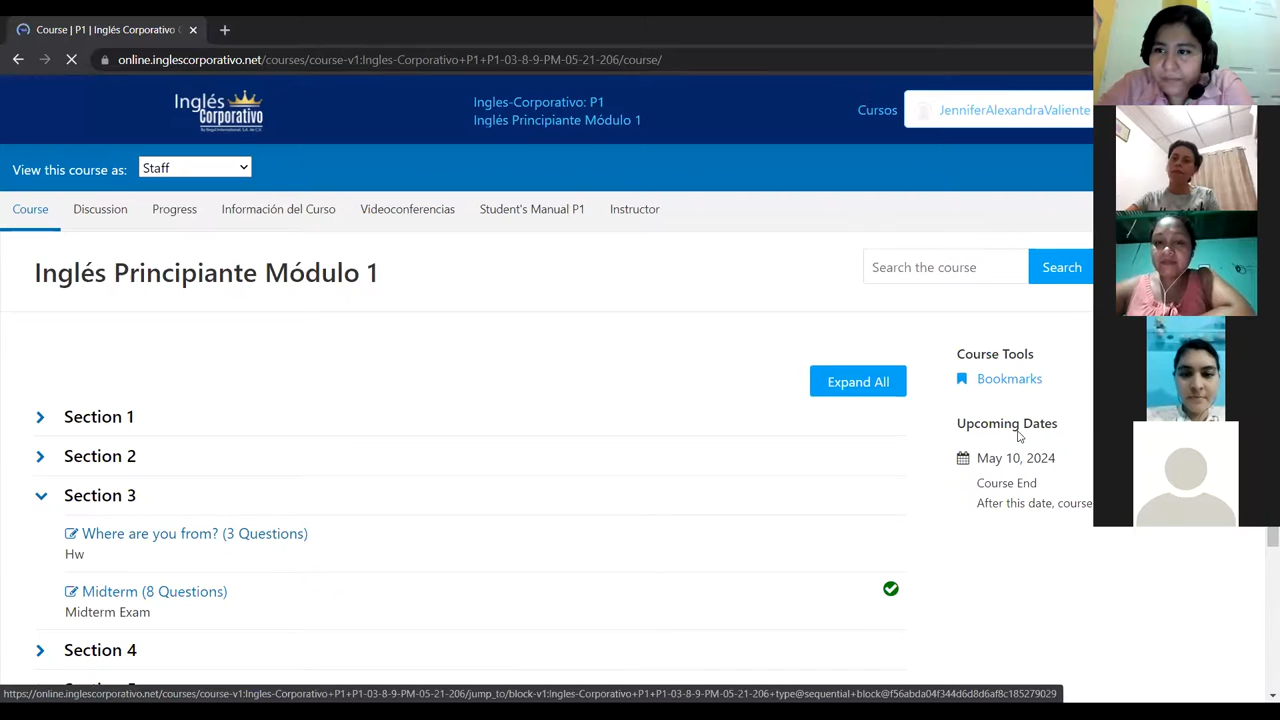 Course | P1 | Inglés Corporativo
online.inglescorporativo.net/courses/course-v1:Ingles-Corporativo+P1+P1-03-8-9-PM-05-21-206/course/
Inglés
Corporativo
Ingles-Corporativo: P1
Inglés Principiante Módulo 1
Cursos
JenniferAlexandraValiente
View this course as:
Staff
Course
Discussion
Progress
Información del Curso
Videoconferencias
Student's Manual P1
Instructor
Inglés Principiante Módulo 1
Search the course
Search
Expand All
Section 1
Section 2
Section 3
Where are you from? (3 Questions)
Hw
Midterm (8 Questions)
Midterm Exam
Section 4
Course Tools
Bookmarks
Upcoming Dates
May 10, 2024
Course End
After this date, course
https://online.inglescorporativo.net/courses/course-v1:Ingles-Corporativo+P1+P1-03-8-9-PM-05-21-206/jump_to/block-v1:Ingles-Corporativo+P1+P1-03-8-9-PM-05-21-206+type@sequential+block@f56abda04f344d6d8d6af8c185279029